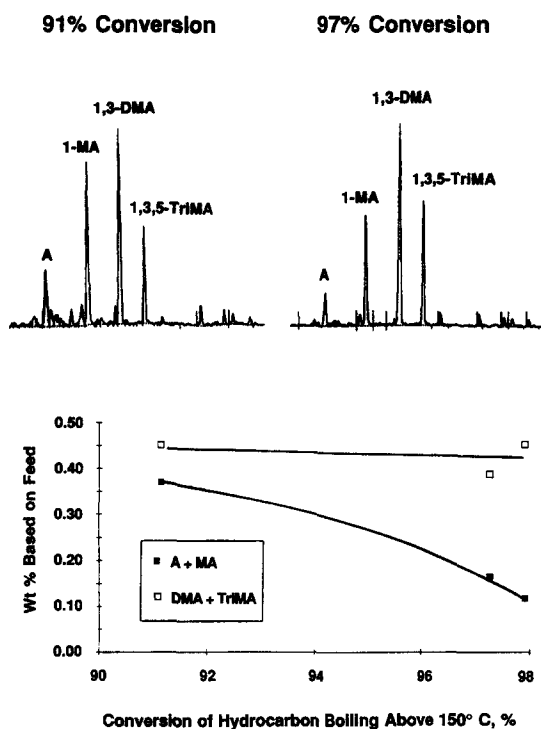 91% Conversion
97% Conversion
1,3-DMA
1-MA
1,3,5-TriMA
A
1,3-DMA
1-MA
1,3,5-TriMA
A
Wt % Based on Feed
0.50
0.40
0.30
0.20
0.10
0.00
A + MA
DMA + TriMA
90
92
94
96
98
Conversion of Hydrocarbon Boiling Above 150° C, %